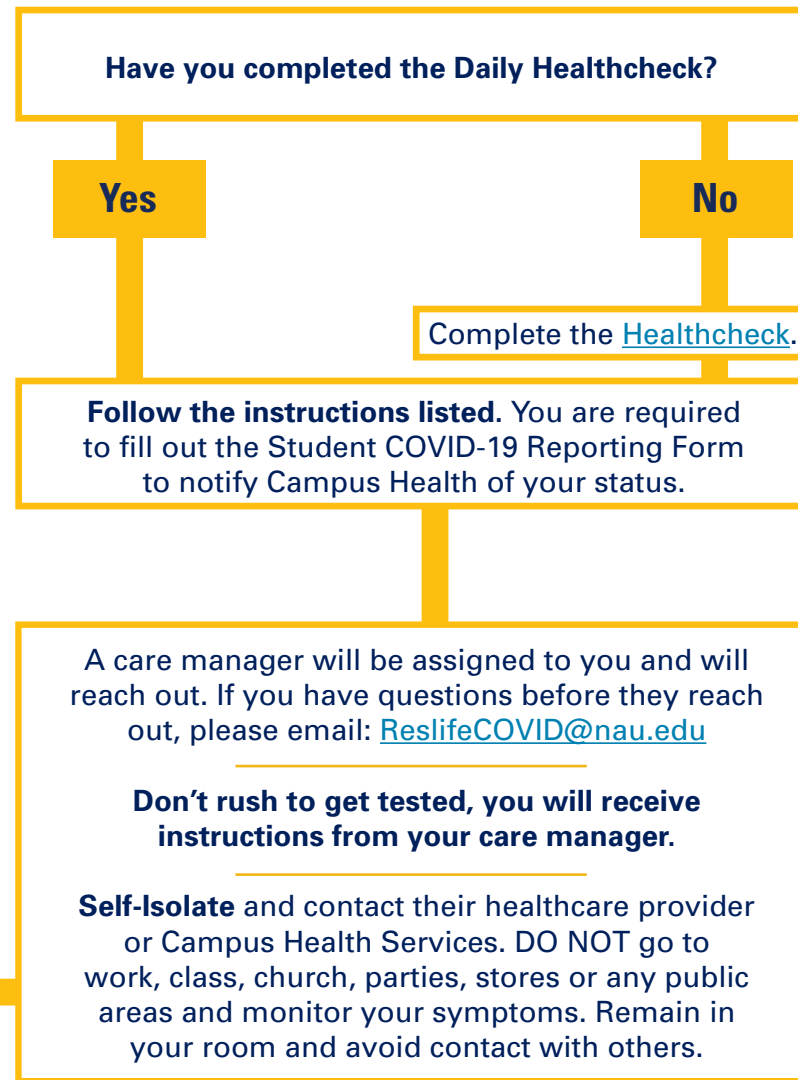 Have you completed the Daily Healthcheck?
Yes
No
Complete the Healthcheck.
Follow the instructions listed. You are required
to fill out the Student COVID-19 Reporting Form
to notify Campus Health of your status.
A care manager will be assigned to you and will
reach out. If you have questions before they reach
out, please email: ReslifeCOVID@nau.edu
Don’t rush to get tested, you will receive
instructions from your care manager.
Self-Isolate and contact their healthcare provider
or Campus Health Services. DO NOT go to
work, class, church, parties, stores or any public
areas and monitor your symptoms. Remain in
your room and avoid contact with others.